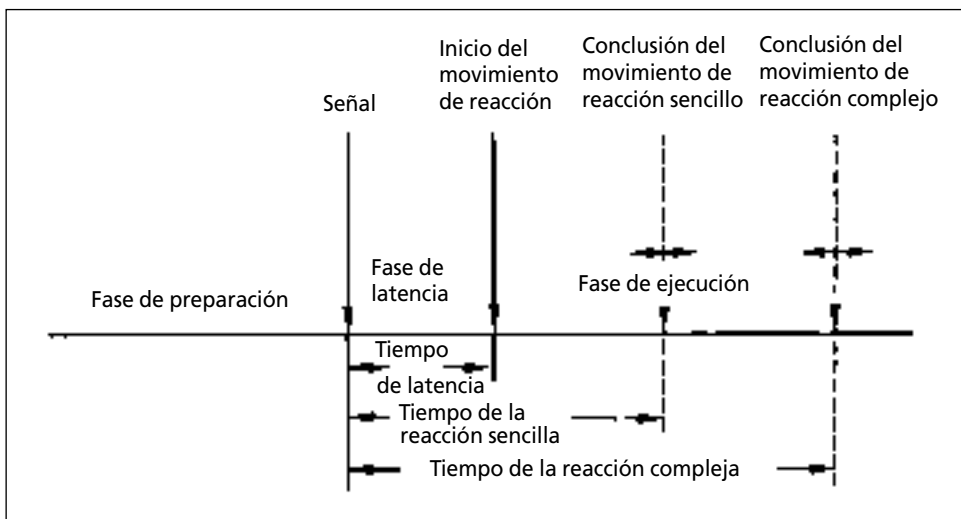 Señal
Inicio del
movimiento
de reacción
Conclusión del
movimiento de
reacción sencillo
Conclusión del
movimiento de
reacción complejo
Fase de preparación
Fase de
latencia
Fase de ejecución
Tiempo
de latencia
Tiempo de la
reacción sencilla
Tiempo de la reacción compleja